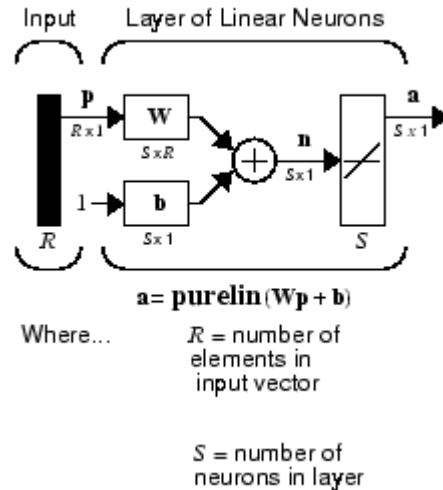 Input Layer of Linear Neurons
p W n a
R x 1 S x R S x 1 S x 1
1 b
R S x 1 S
a= purelin (Wp + b)
Where... R = number of
elements in
input vector
S = number of
neurons in layer